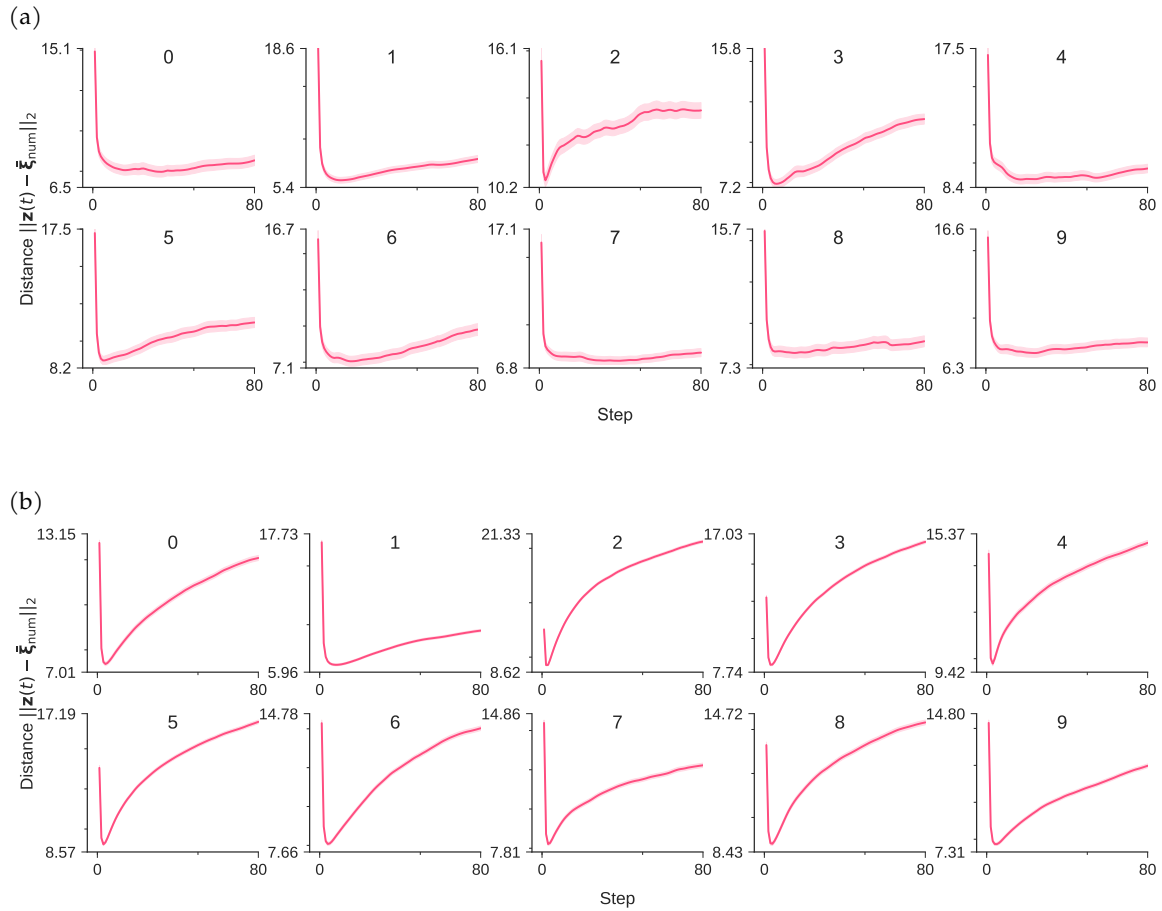 (a)
15.1 0 18.6 1 16.1 2 15.8 3 17.5 4
6.5 5.4 10.2 7.2 8.4
0 80 0 80 0 80 0 80 0 80
17.5 5 16.7 6 17.1 7 15.7 8 16.6 9
8.2 7.1 6.8 7.3 6.3
0 80 0 80 0 80 0 80 0 80
Distance ||𝐳(t) − 𝛏̄num||₂
Step
(b)
13.15 0 17.73 1 21.33 2 17.03 3 15.37 4
7.01 5.96 8.62 7.74 9.42
0 80 0 80 0 80 0 80 0 80
17.19 5 14.78 6 14.86 7 14.72 8 14.80 9
8.57 7.66 7.81 8.43 7.31
0 80 0 80 0 80 0 80 0 80
Distance ||𝐳(t) − 𝛏̄num||₂
Step